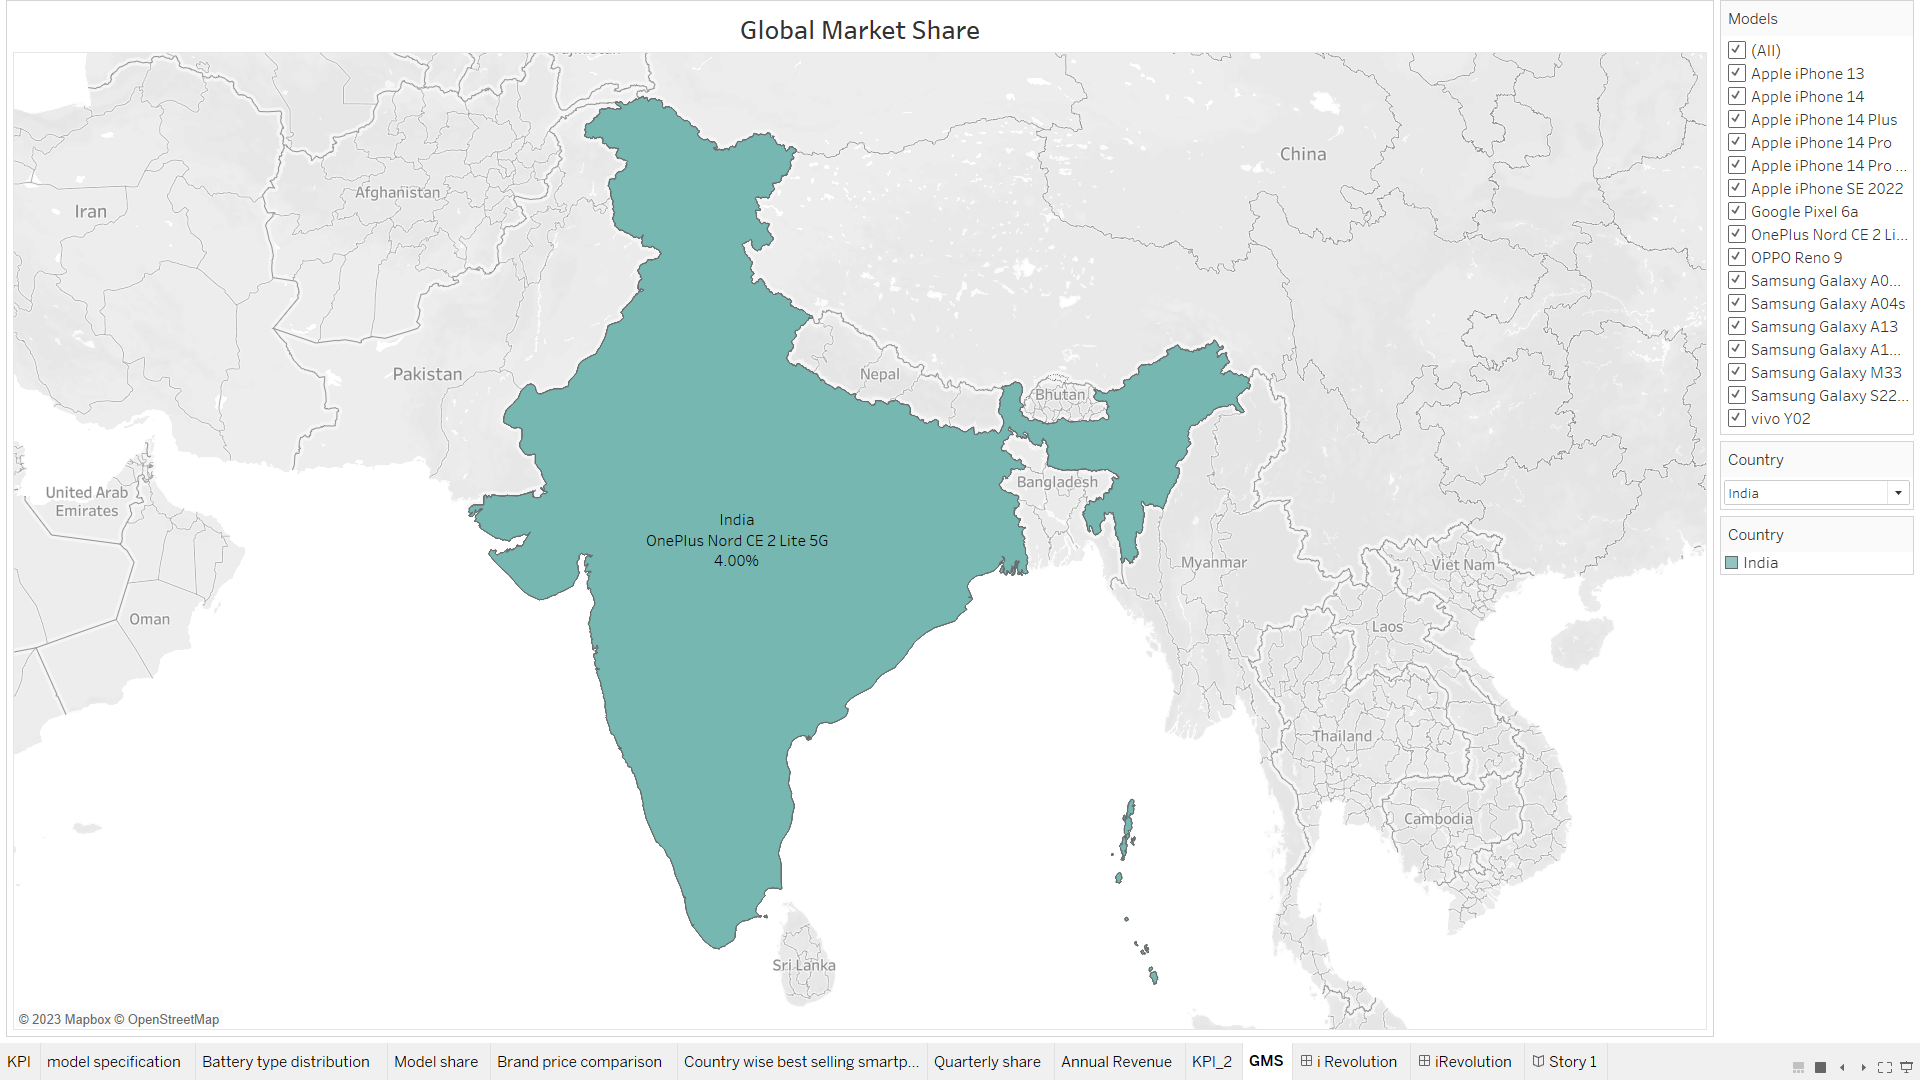 Global Market Share
China
Afghanistan
Iran
Pakistan
Nepal
Bhutan
Bangladesh
United Arab
Emirates
India
OnePlus Nord CE 2 Lite 5G
4.00%
Myanmar
Viet Nam
Oman
Laos
Thailand
Cambodia
Sri Lanka
© 2023 Mapbox © OpenStreetMap
Models
(All)
Apple iPhone 13
Apple iPhone 14
Apple iPhone 14 Plus
Apple iPhone 14 Pro
Apple iPhone 14 Pro ...
Apple iPhone SE 2022
Google Pixel 6a
OnePlus Nord CE 2 Li...
OPPO Reno 9
Samsung Galaxy A0...
Samsung Galaxy A04s
Samsung Galaxy A13
Samsung Galaxy A1...
Samsung Galaxy M33
Samsung Galaxy S22...
vivo Y02
Country
India
Country
India
KPI
model specification
Battery type distribution
Model share
Brand price comparison
Country wise best selling smartp...
Quarterly share
Annual Revenue
KPI_2
GMS
i Revolution
iRevolution
Story 1